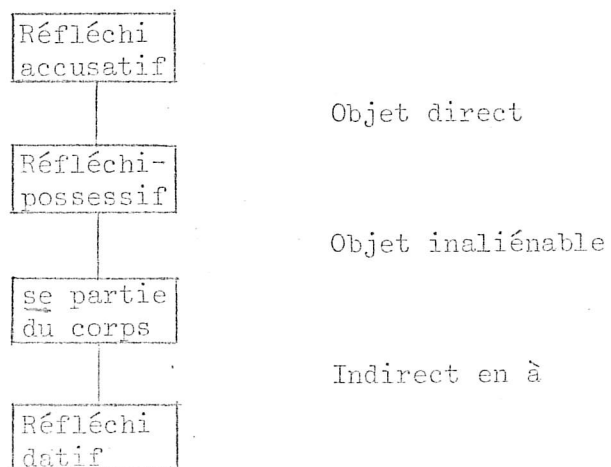 Réfléchi
accusatif
Objet direct
Réfléchi-
possessif
Objet inaliénable
se partie
du corps
Indirect en à
Réfléchi
datif